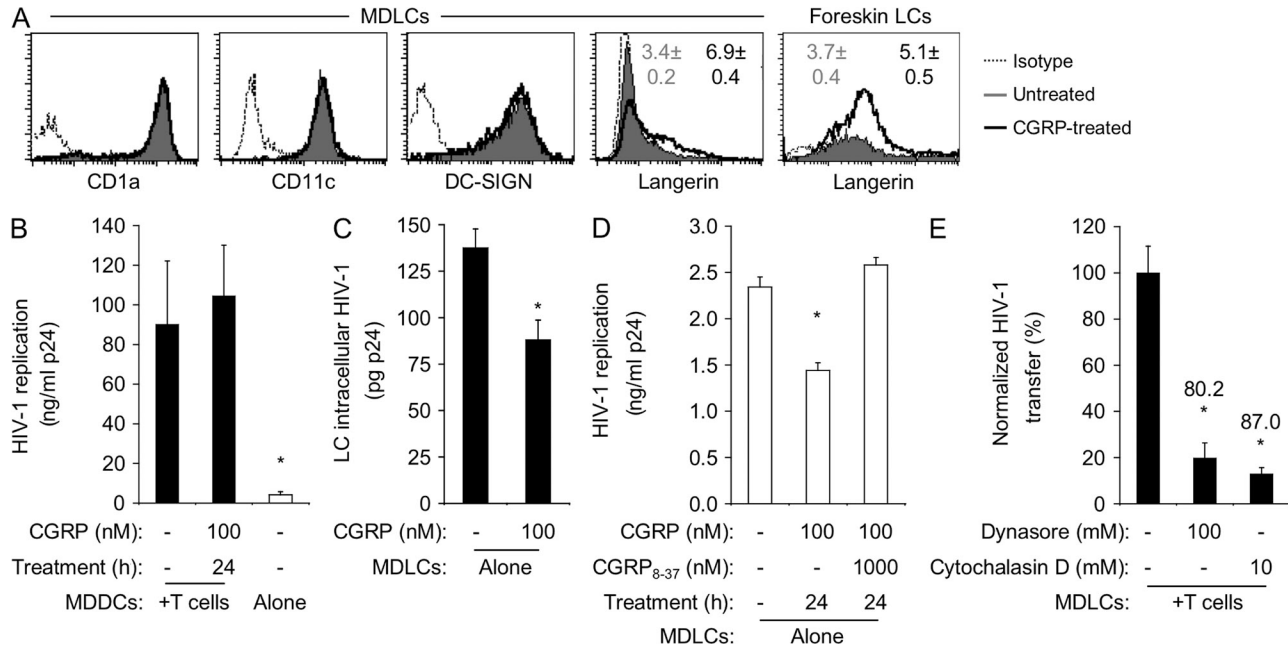 A
MDLCs
Foreskin LCs
3.4±
0.2
6.9±
0.4
3.7±
0.4
5.1±
0.5
Isotype
Untreated
CGRP-treated
CD1a
CD11c
DC-SIGN
Langerin
Langerin
B
HIV-1 replication
(ng/ml p24)
140
120
100
80
60
40
20
0
*
CGRP (nM): - 100 -
Treatment (h): - 24 -
MDDCs: +T cells Alone
C
LC intracellular HIV-1
(pg p24)
150
125
100
75
50
25
0
*
CGRP (nM): - 100
MDLCs: Alone
D
HIV-1 replication
(ng/ml p24)
3.0
2.5
2.0
1.5
1.0
0.5
0.0
*
CGRP (nM): - 100 100
CGRP8-37 (nM): - - 1000
Treatment (h): - 24 24
MDLCs: Alone
E
Normalized HIV-1
transfer (%)
120
100
80
60
40
20
0
80.2
*
87.0
*
Dynasore (mM): - 100 -
Cytochalasin D (mM): - - 10
MDLCs: +T cells